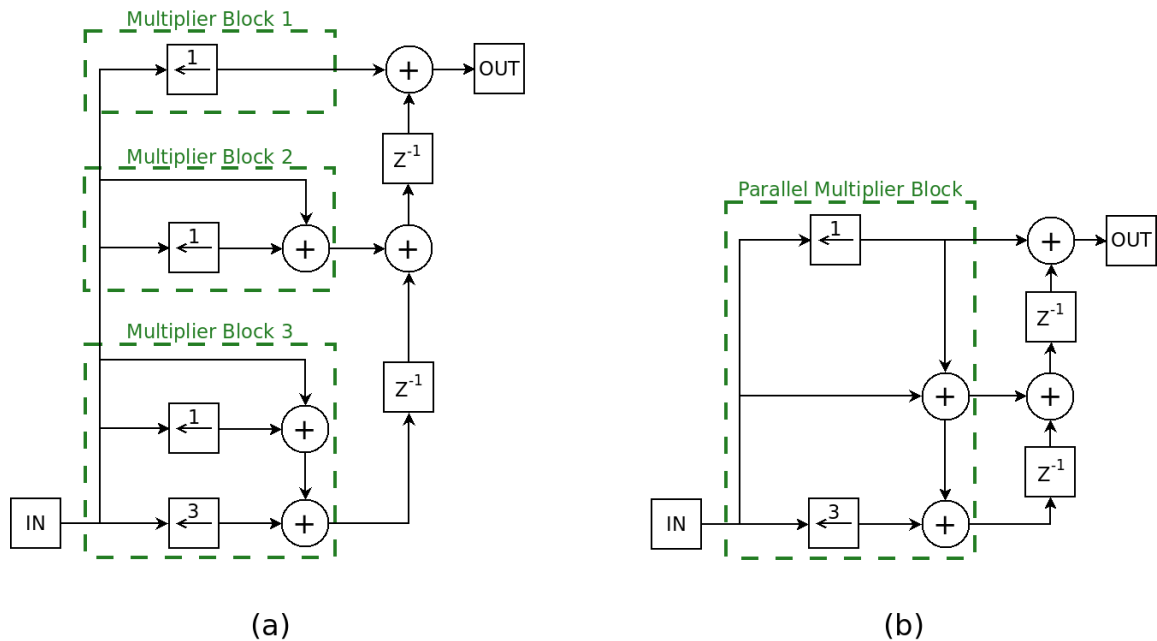 Multiplier Block 1
1
+
OUT
Z-1
Multiplier Block 2
1
+
+
Z-1
Multiplier Block 3
1
+
IN
3
+
(a)
Parallel Multiplier Block
1
+
OUT
Z-1
+
+
Z-1
IN
3
+
(b)